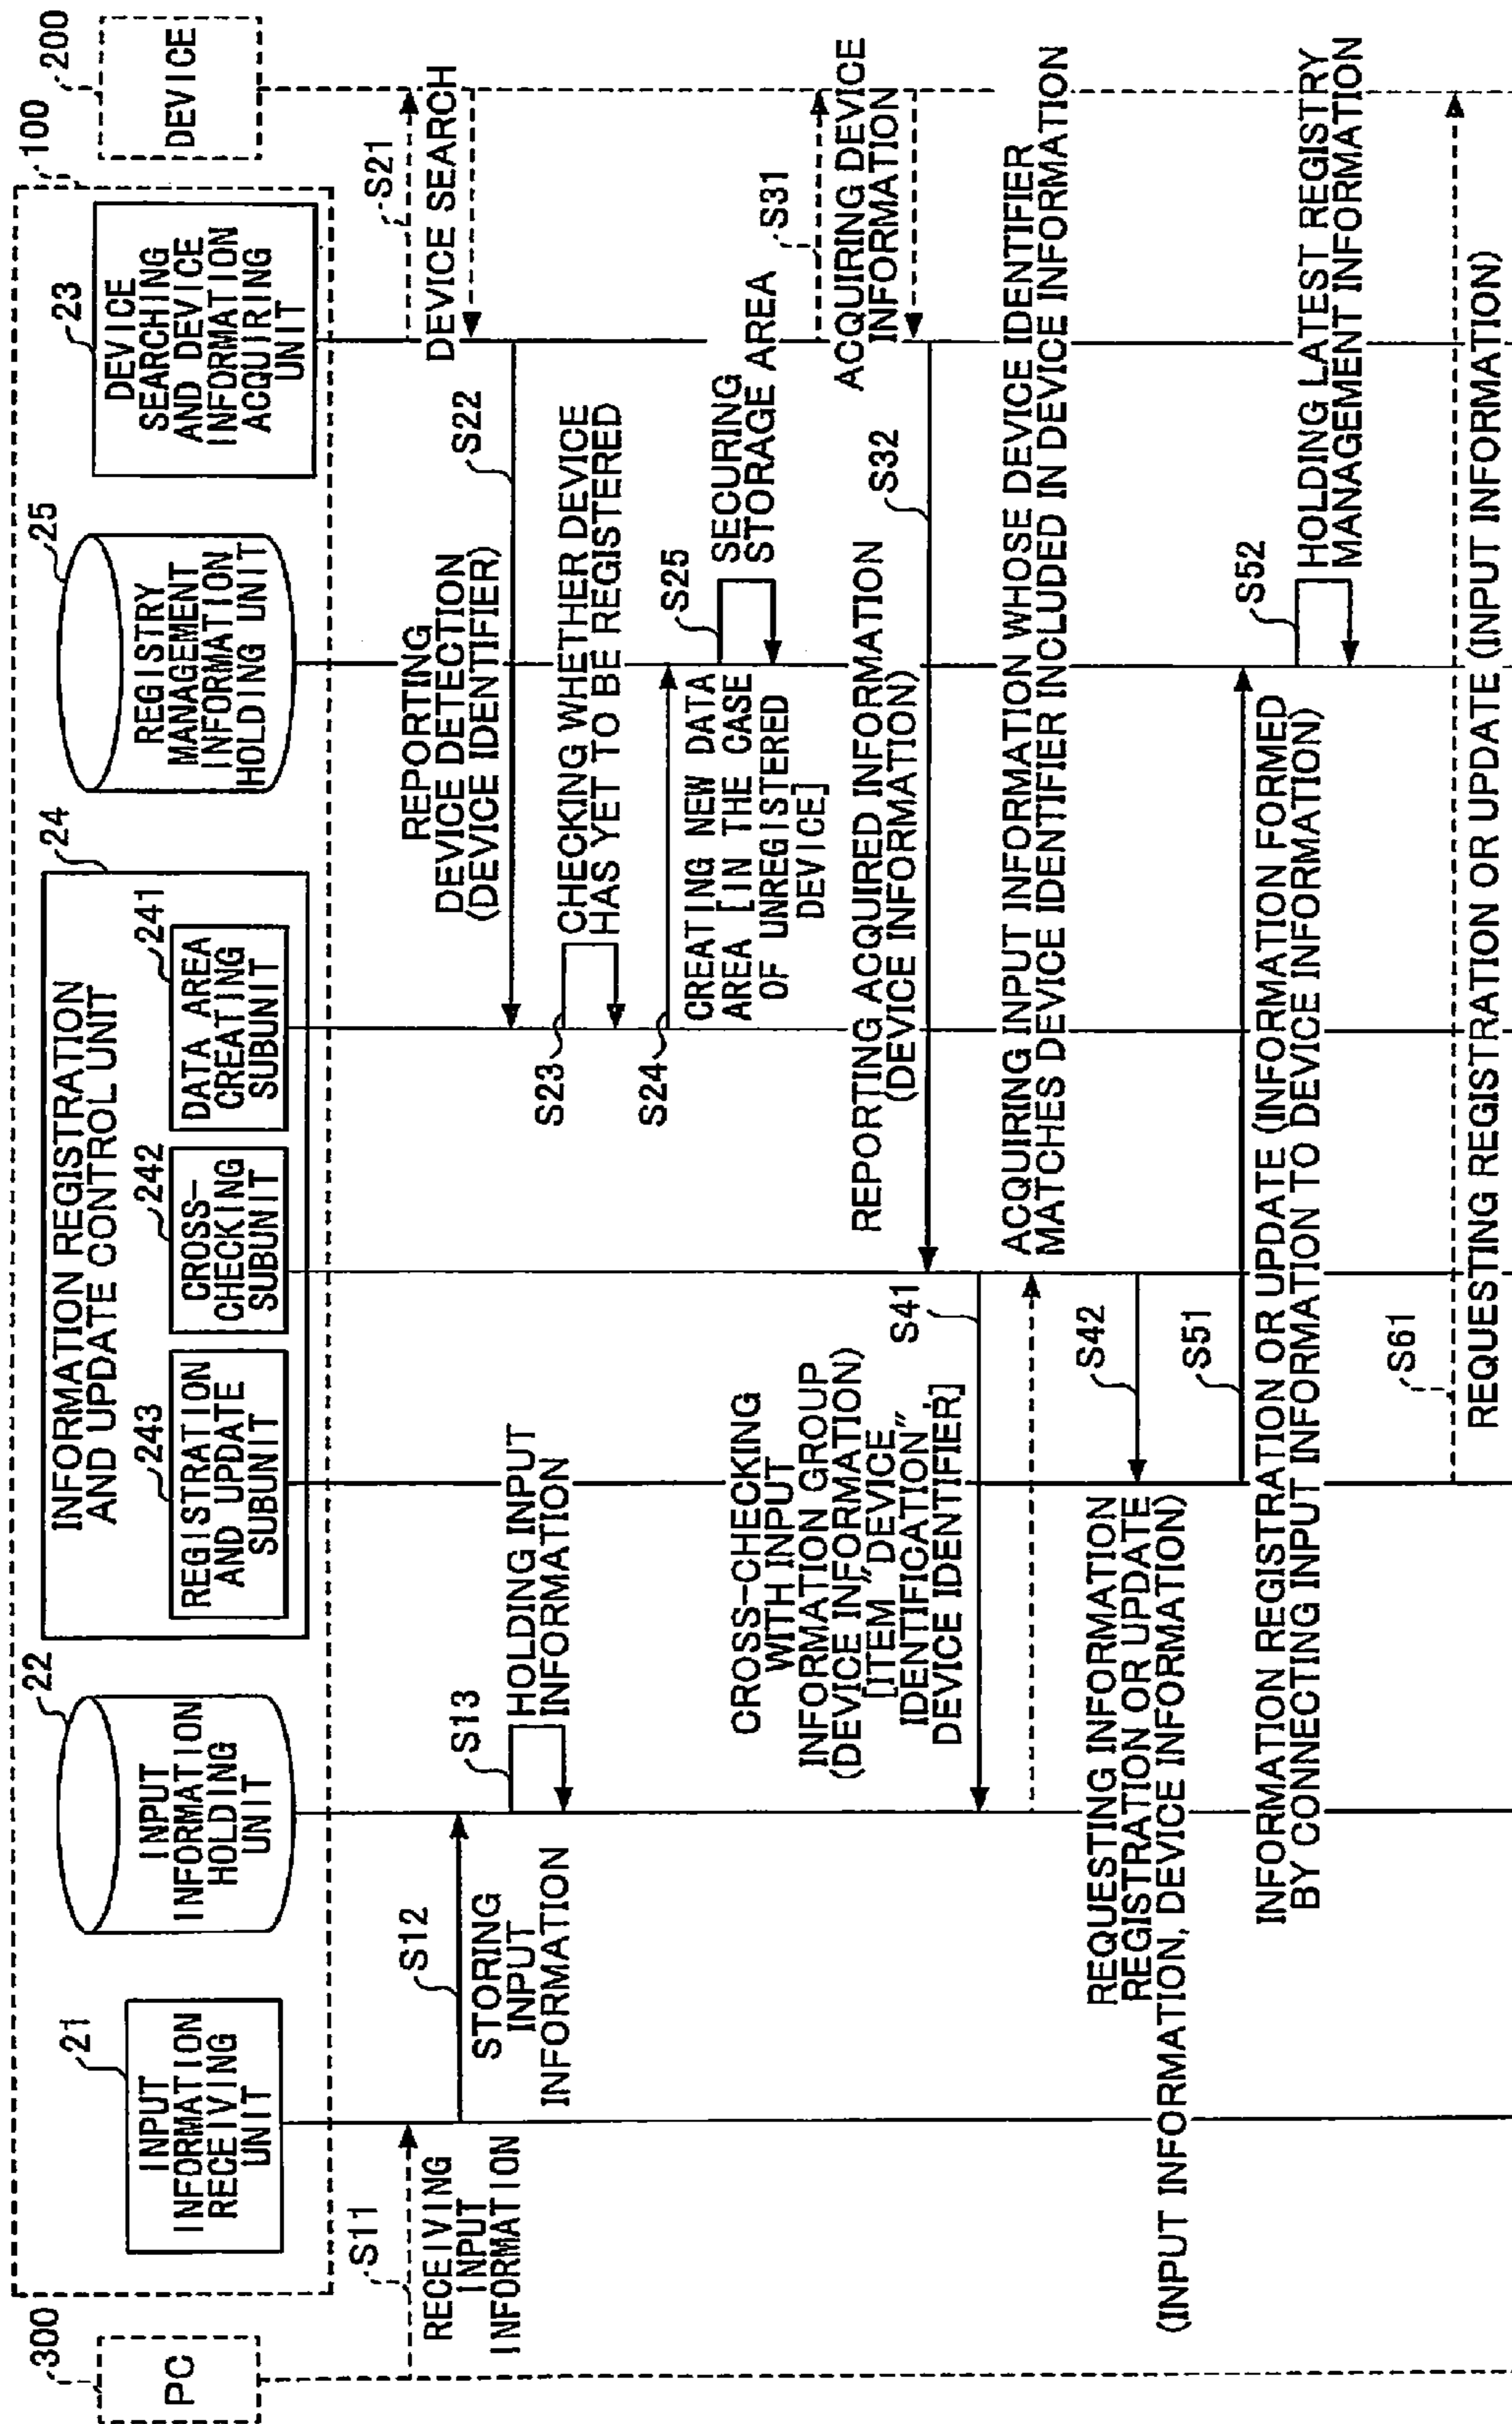 300
PC
100
200
DEVICE
21
INPUT
INFORMATION
RECEIVING
UNIT
22
INPUT
INFORMATION
HOLDING
UNIT
24
INFORMATION REGISTRATION
AND UPDATE CONTROL UNIT
243
REGISTRATION
AND UPDATE
SUBUNIT
242
CROSS-
CHECKING
SUBUNIT
241
DATA AREA
CREATING
SUBUNIT
25
REGISTRY
MANAGEMENT
INFORMATION
HOLDING UNIT
23
DEVICE
SEARCHING
AND DEVICE
INFORMATION
ACQUIRING
UNIT
S11
RECEIVING
INPUT
INFORMATION
S12
STORING
INPUT
INFORMATION
S13
HOLDING INPUT
INFORMATION
S21
DEVICE SEARCH
S22
REPORTING
DEVICE DETECTION
(DEVICE IDENTIFIER)
S23
CHECKING WHETHER DEVICE
HAS YET TO BE REGISTERED
S24
CREATING NEW DATA
AREA [IN THE CASE
OF UNREGISTERED
DEVICE]
S25
SECURING
STORAGE AREA
S31
ACQUIRING DEVICE
INFORMATION
S32
REPORTING ACQUIRED INFORMATION
(DEVICE INFORMATION)
S41
CROSS-CHECKING
WITH INPUT
INFORMATION GROUP
(DEVICE INFORMATION)
[ITEM "DEVICE
IDENTIFICATION",
DEVICE IDENTIFIER]
ACQUIRING INPUT INFORMATION WHOSE DEVICE IDENTIFIER
MATCHES DEVICE IDENTIFIER INCLUDED IN DEVICE INFORMATION
S42
REQUESTING INFORMATION
REGISTRATION OR UPDATE
(INPUT INFORMATION, DEVICE INFORMATION)
S51
INFORMATION REGISTRATION OR UPDATE (INFORMATION FORMED
BY CONNECTING INPUT INFORMATION TO DEVICE INFORMATION)
S52
HOLDING LATEST REGISTRY
MANAGEMENT INFORMATION
S61
REQUESTING REGISTRATION OR UPDATE (INPUT INFORMATION)